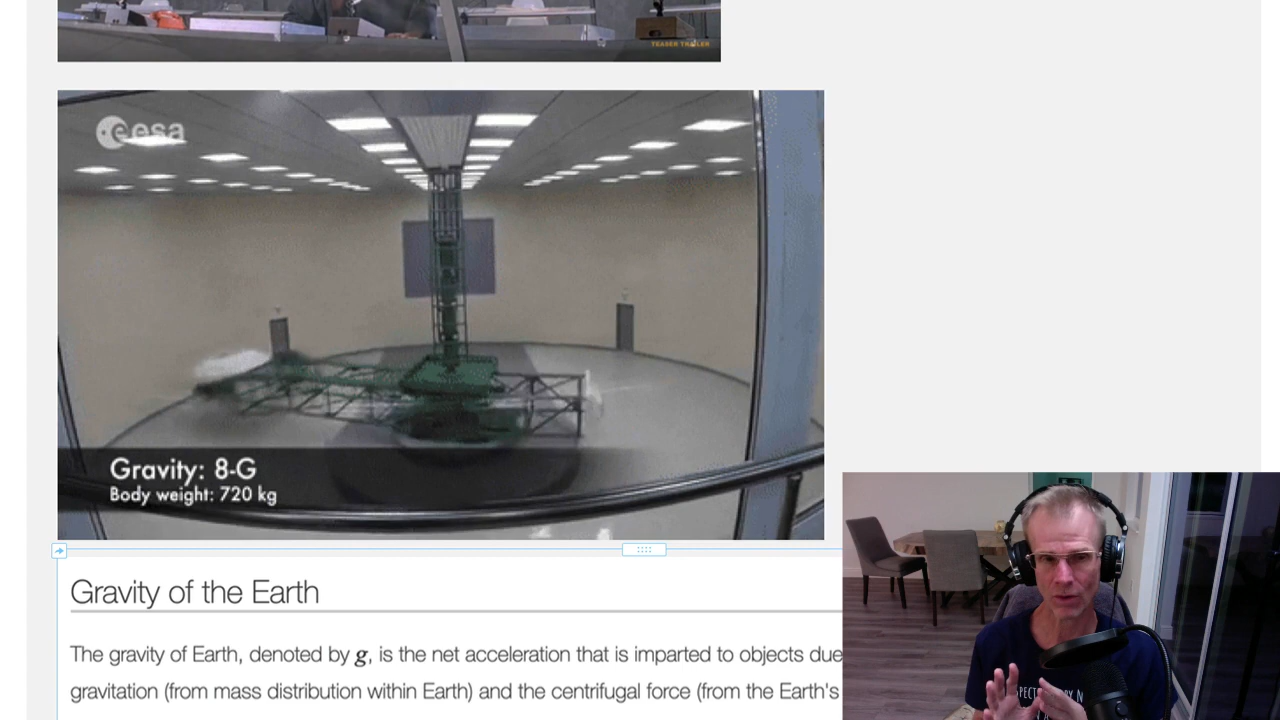 TEASER TRAILER
esa
Gravity: 8-G
Body weight: 720 kg
Gravity of the Earth
The gravity of Earth, denoted by g, is the net acceleration that is imparted to objects due
gravitation (from mass distribution within Earth) and the centrifugal force (from the Earth's